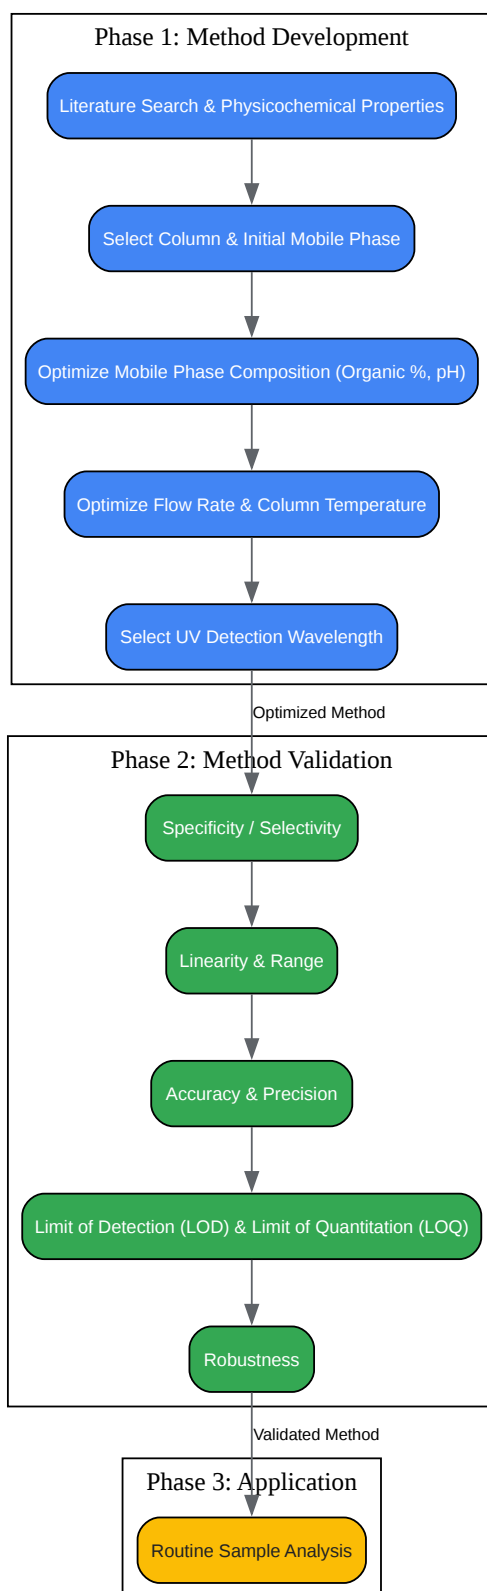 Phase 1: Method Development
Literature Search & Physicochemical Properties
Select Column & Initial Mobile Phase
Optimize Mobile Phase Composition (Organic %, pH)
Optimize Flow Rate & Column Temperature
Select UV Detection Wavelength
Optimized Method
Phase 2: Method Validation
Specificity / Selectivity
Linearity & Range
Accuracy & Precision
Limit of Detection (LOD) & Limit of Quantitation (LOQ)
Robustness
Validated Method
Phase 3: Application
Routine Sample Analysis